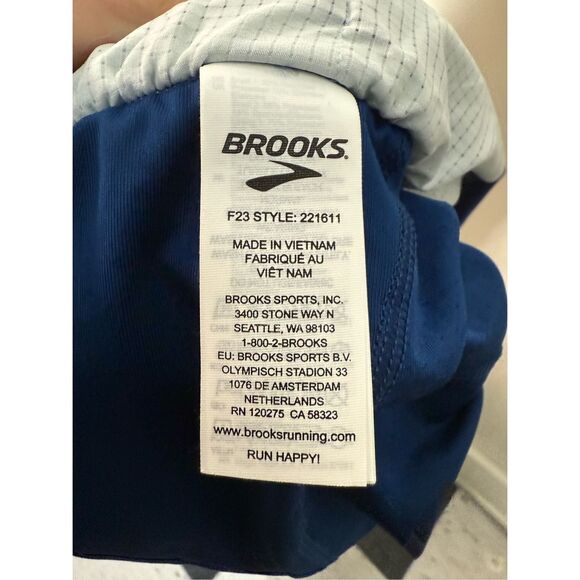 BROOKS
F23 STYLE: 221611
MADE IN VIETNAM
FABRIQUÉ AU
VIÊT NAM
BROOKS SPORTS, INC.
3400 STONE WAY N
SEATTLE, WA 98103
1-800-2-BROOKS
EU: BROOKS SPORTS B.V.
OLYMPISCH STADION 33
1076 DE AMSTERDAM
NETHERLANDS
RN 120275 CA 58323
www.brooksrunning.com
RUN HAPPY!